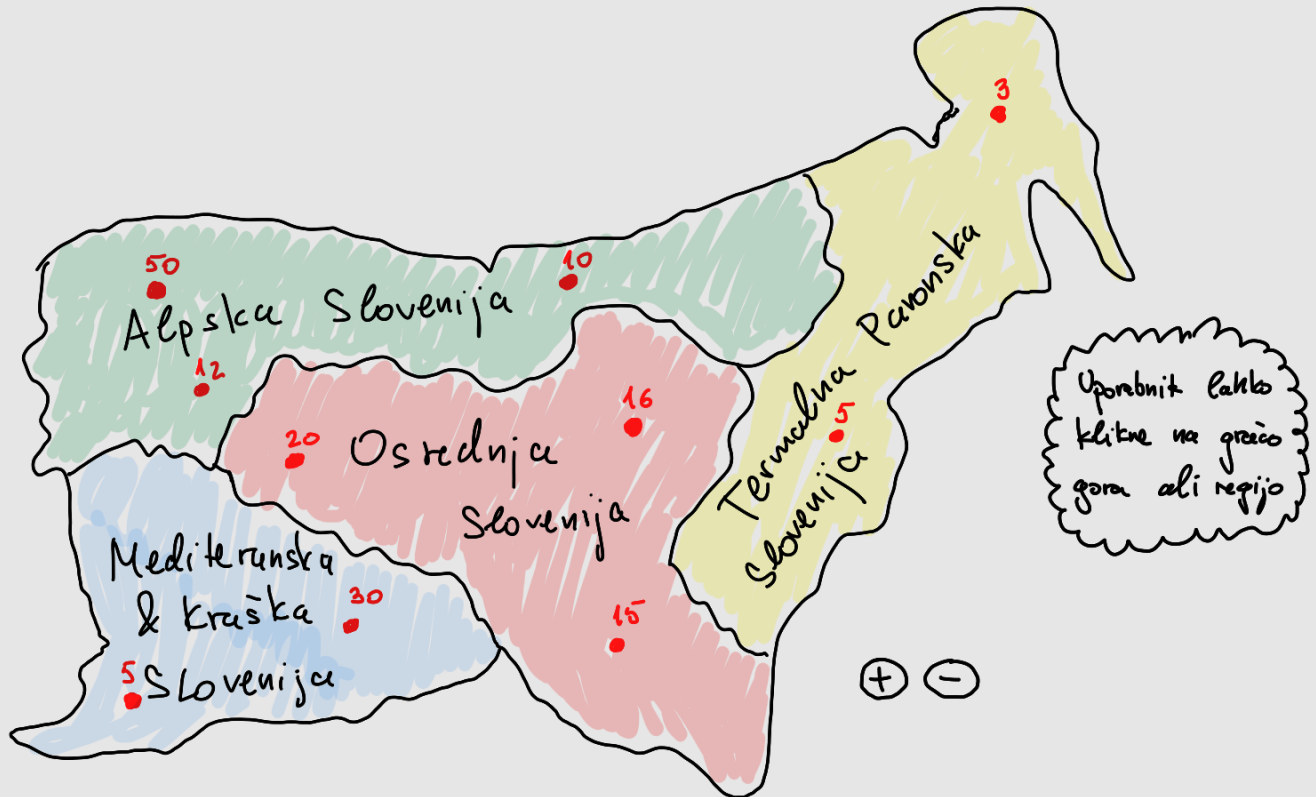 3
50
10
Alpska Slovenija
12
Termalna Panonska
Slovenija
5
20
16
Osrednja
Slovenija
Mediteranska
& Kraška
Slovenija
30
5
15
+ -
Uporabnik lahko
klikne na gručo
gora ali regijo